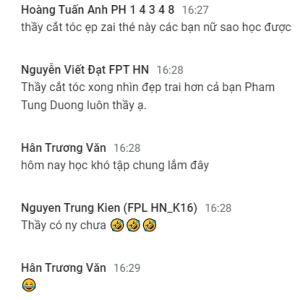 Hoàng Tuấn Anh PH 1 4 3 4 8 16:27
thầy cắt tóc ẹp zai thé này các bạn nữ sao học được
Nguyễn Viết Đạt FPT HN 16:28
Thầy cắt tóc xong nhìn đẹp trai hơn cả bạn Pham
Tung Duong luôn thầy ạ.
Hân Trương Văn 16:28
hôm nay học khó tập chung lắm đây
Nguyen Trung Kien (FPL HN_K16) 16:28
Thầy có ny chưa 🤣🤣🤣
Hân Trương Văn 16:29
😂